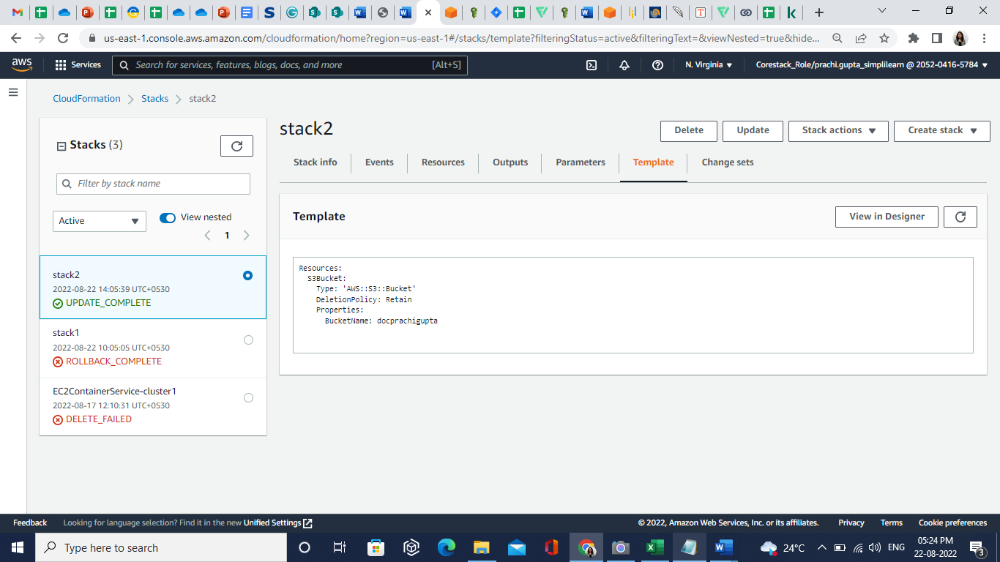 us-east-1.console.aws.amazon.com/cloudformation/home?region=us-east-1#/stacks/template?filteringStatus=active&filteringText=&viewNested=true&hide...
aws
Services
Search for services, features, blogs, docs, and more
[Alt+S]
N. Virginia
Corestack_Role/prachi.gupta_simplilearn @ 2052-0416-5784
CloudFormation
Stacks
stack2
Stacks (3)
Filter by stack name
Active
View nested
1
stack2
2022-08-22 14:05:39 UTC+0530
UPDATE_COMPLETE
stack1
2022-08-22 10:05:05 UTC+0530
ROLLBACK_COMPLETE
EC2ContainerService-cluster1
2022-08-17 12:10:31 UTC+0530
DELETE_FAILED
stack2
Delete
Update
Stack actions
Create stack
Stack info
Events
Resources
Outputs
Parameters
Template
Change sets
Template
View in Designer
Resources:
S3Bucket:
Type: 'AWS::S3::Bucket'
DeletionPolicy: Retain
Properties:
BucketName: docprachigupta
Feedback
Looking for language selection? Find it in the new Unified Settings
© 2022, Amazon Web Services, Inc. or its affiliates.
Privacy
Terms
Cookie preferences
Type here to search
24°C
ENG
05:24 PM
22-08-2022
3